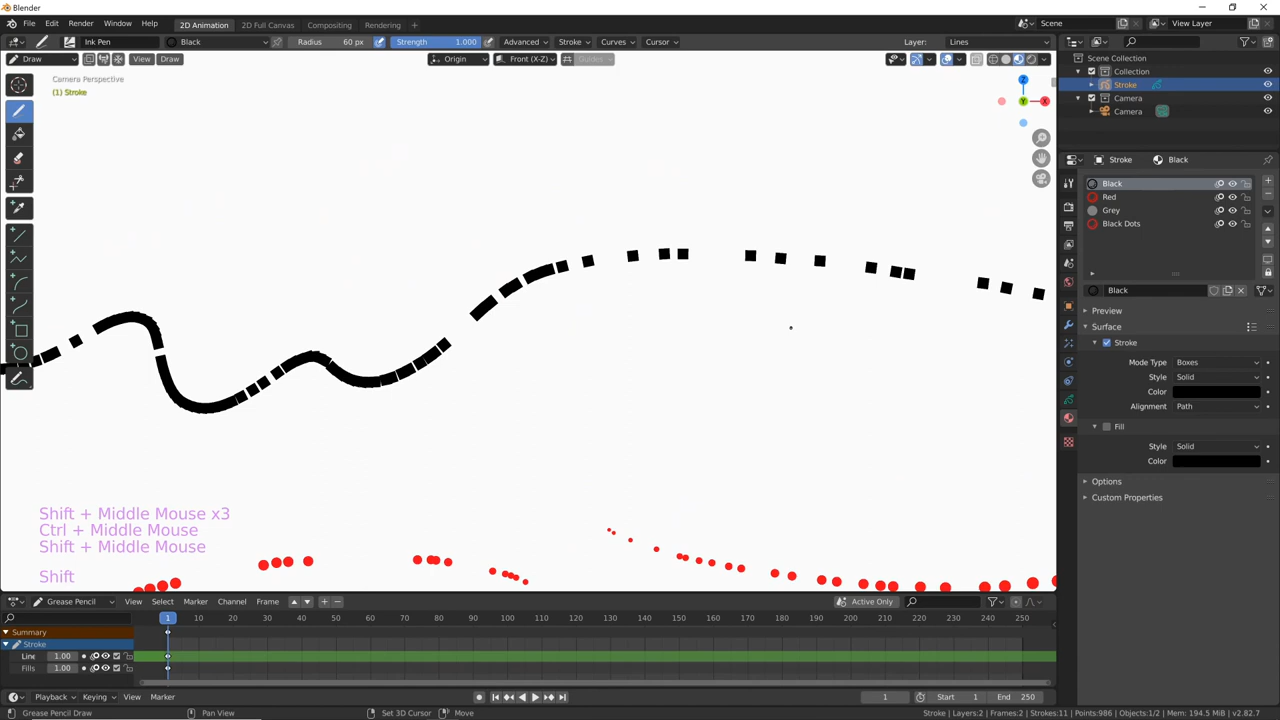 Blender
File Edit Render Window Help 2D Animation 2D Full Canvas Compositing Rendering + Scene View Layer
Ink Pen Black Radius 60 px Strength 1.000 Advanced Stroke Curves Cursor Layer: Lines
Draw View Draw Origin Front (X-Z) Guides
Camera Perspective
(1) Stroke
Z
Y
X
Scene Collection
Collection
Stroke
Camera
Camera
Stroke Black
Black
Red
Grey
Black Dots
Black
Preview
Surface
Stroke
Mode Type Boxes
Style Solid
Color
Alignment Path
Fill
Style Solid
Color
Options
Custom Properties
Shift + Middle Mouse x3
Ctrl + Middle Mouse
Shift + Middle Mouse
Shift
Grease Pencil View Select Marker Channel Frame Active Only
1 10 20 30 40 50 60 70 80 90 100 110 120 130 140 150 160 170 180 190 200 210 220 230 240 250
Summary
Stroke
Line 1.00
Fills 1.00
Playback Keying View Marker 1 Start 1 End 250
Grease Pencil Draw Pan View Set 3D Cursor Move Stroke | Layers:2 | Frames:2 | Strokes:11 | Points:986 | Objects:1/2 | Mem: 194.5 MiB | v2.82.7